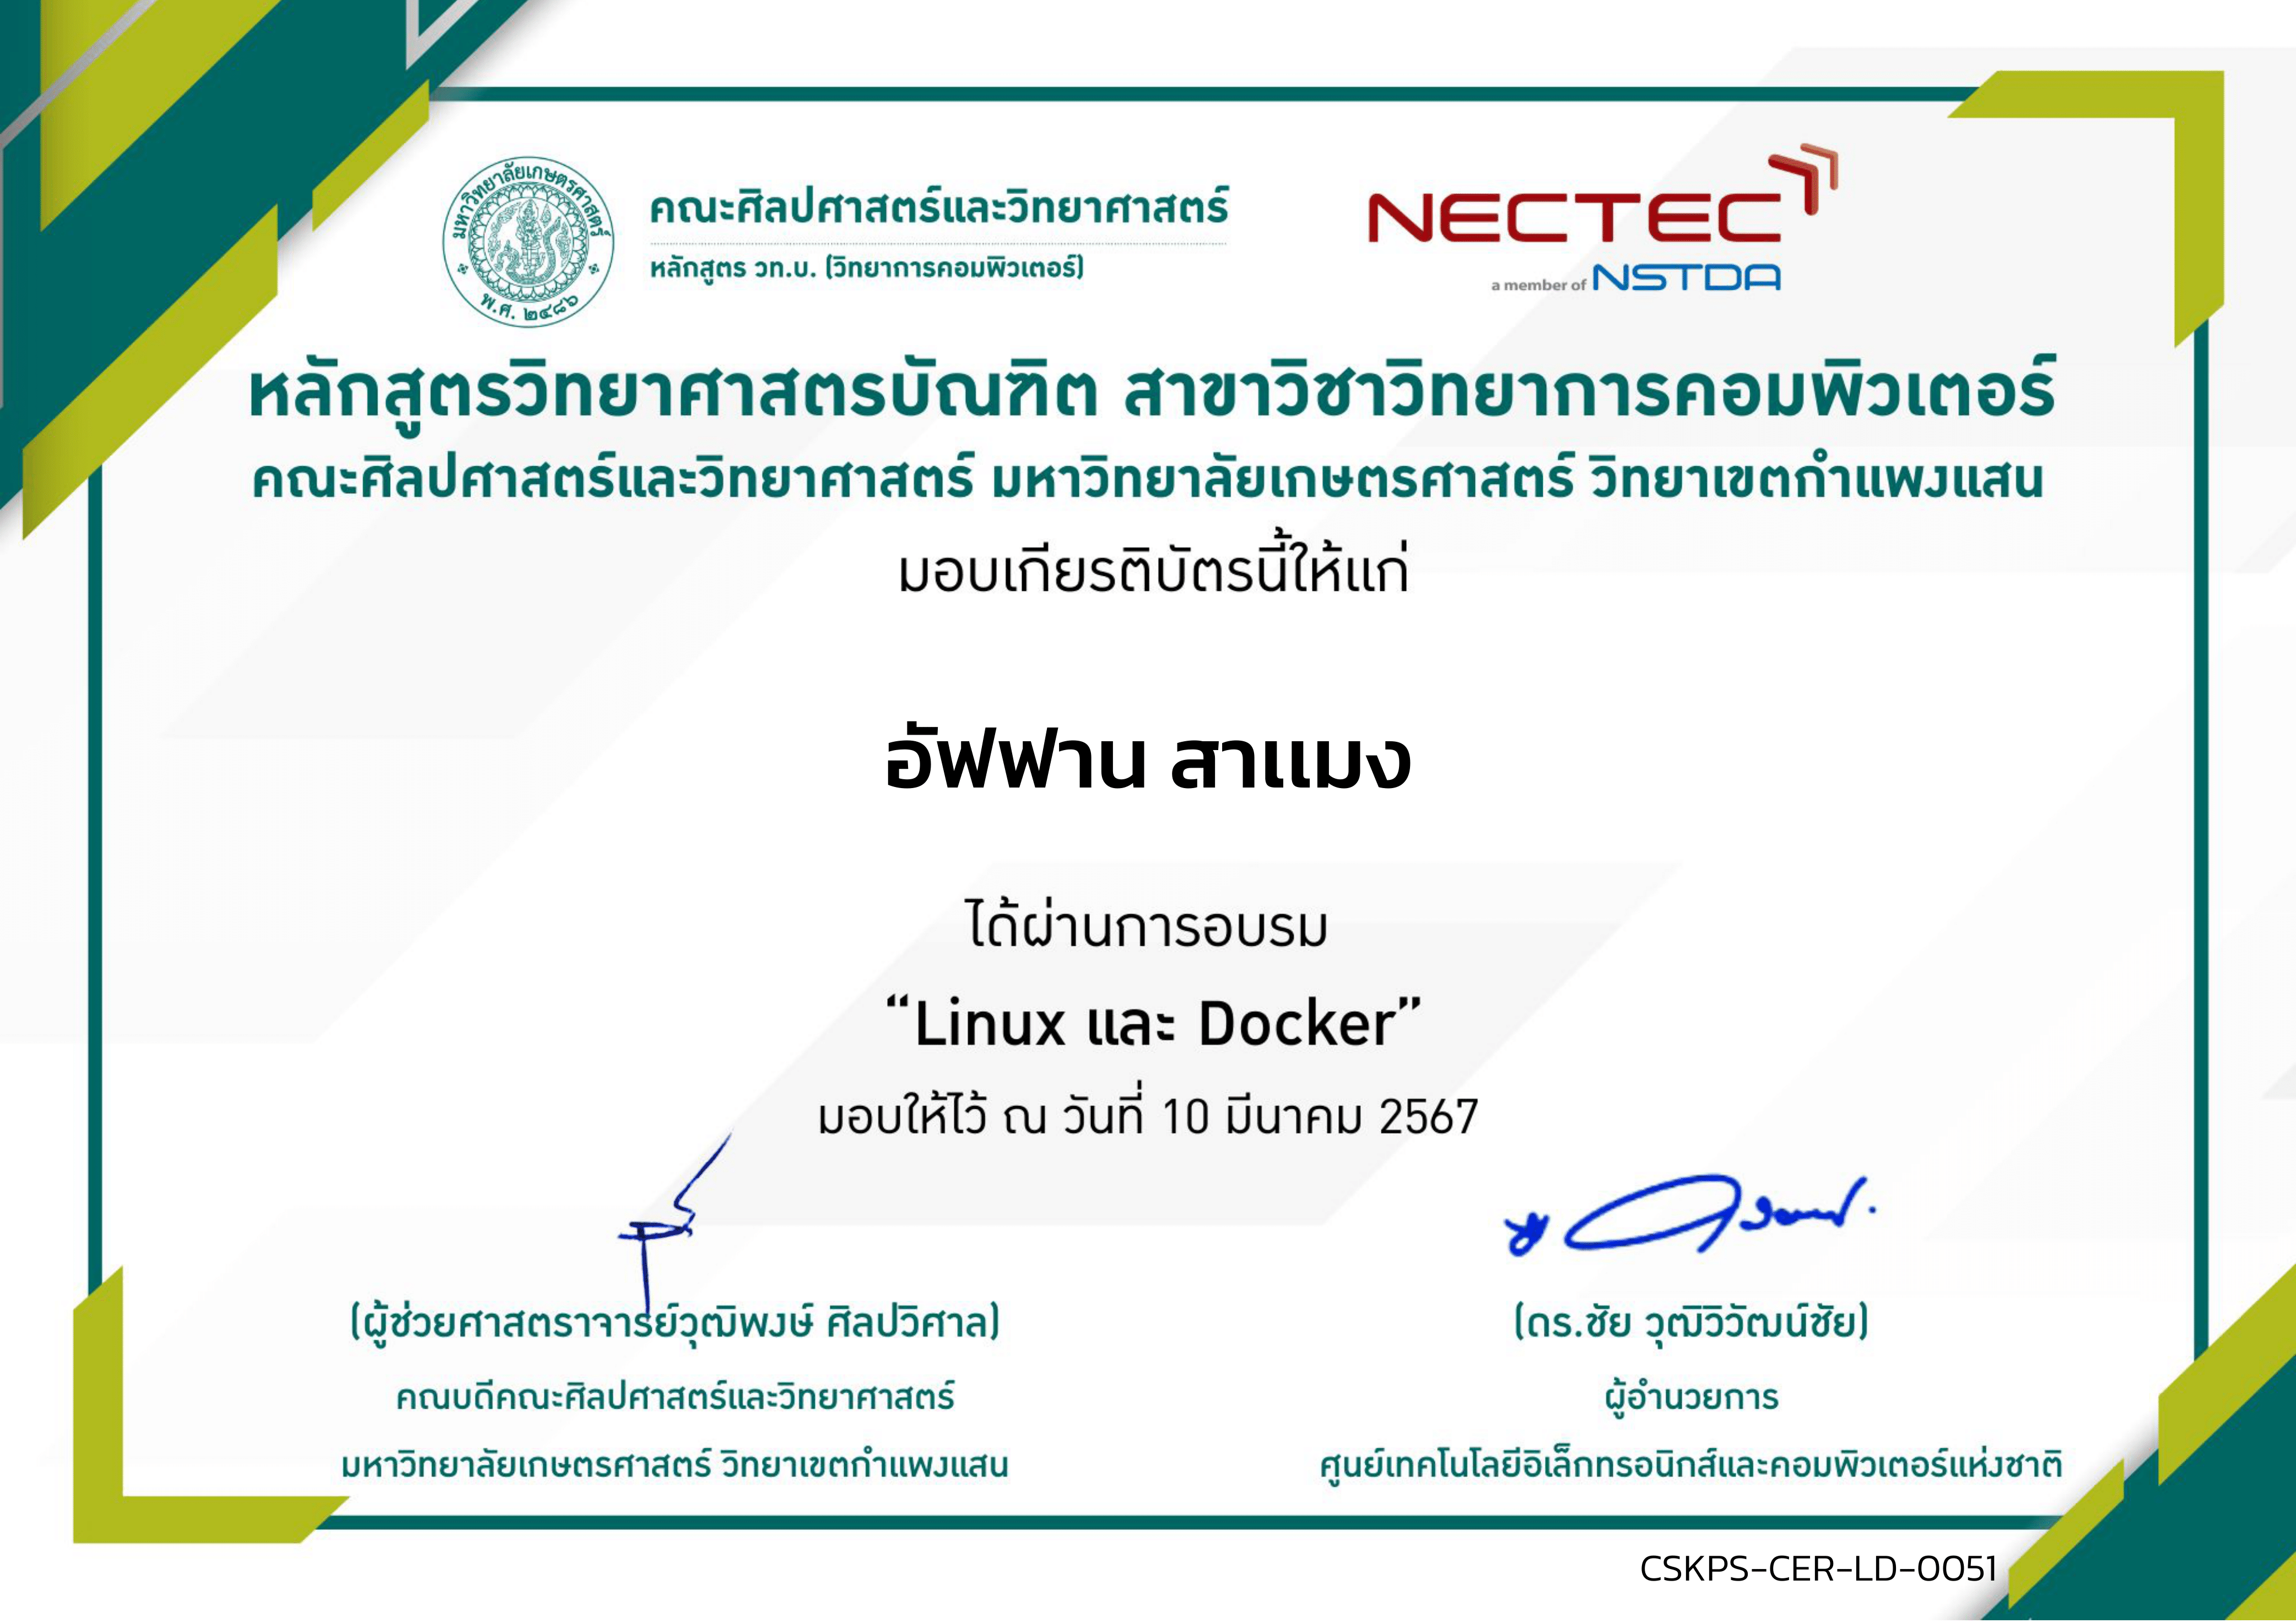 มหาวิทยาลัยเกษตรศาสตร์
พ.ศ. ๒๔๘๖
คณะศิลปศาสตร์และวิทยาศาสตร์
หลักสูตร วท.บ. (วิทยาการคอมพิวเตอร์)
NECTEC
a member of NSTDA
หลักสูตรวิทยาศาสตรบัณฑิต สาขาวิชาวิทยาการคอมพิวเตอร์
คณะศิลปศาสตร์และวิทยาศาสตร์ มหาวิทยาลัยเกษตรศาสตร์ วิทยาเขตกำแพงแสน
มอบเกียรติบัตรนี้ให้แก่
อัฟฟาน สาแมง
ได้ผ่านการอบรม
“Linux และ Docker”
มอบให้ไว้ ณ วันที่ 10 มีนาคม 2567
(ผู้ช่วยศาสตราจารย์วุฒิพงษ์ ศิลปวิศาล)
คณบดีคณะศิลปศาสตร์และวิทยาศาสตร์
มหาวิทยาลัยเกษตรศาสตร์ วิทยาเขตกำแพงแสน
(ดร.ชัย วุฒิวิวัฒน์ชัย)
ผู้อำนวยการ
ศูนย์เทคโนโลยีอิเล็กทรอนิกส์และคอมพิวเตอร์แห่งชาติ
CSKPS-CER-LD-0051